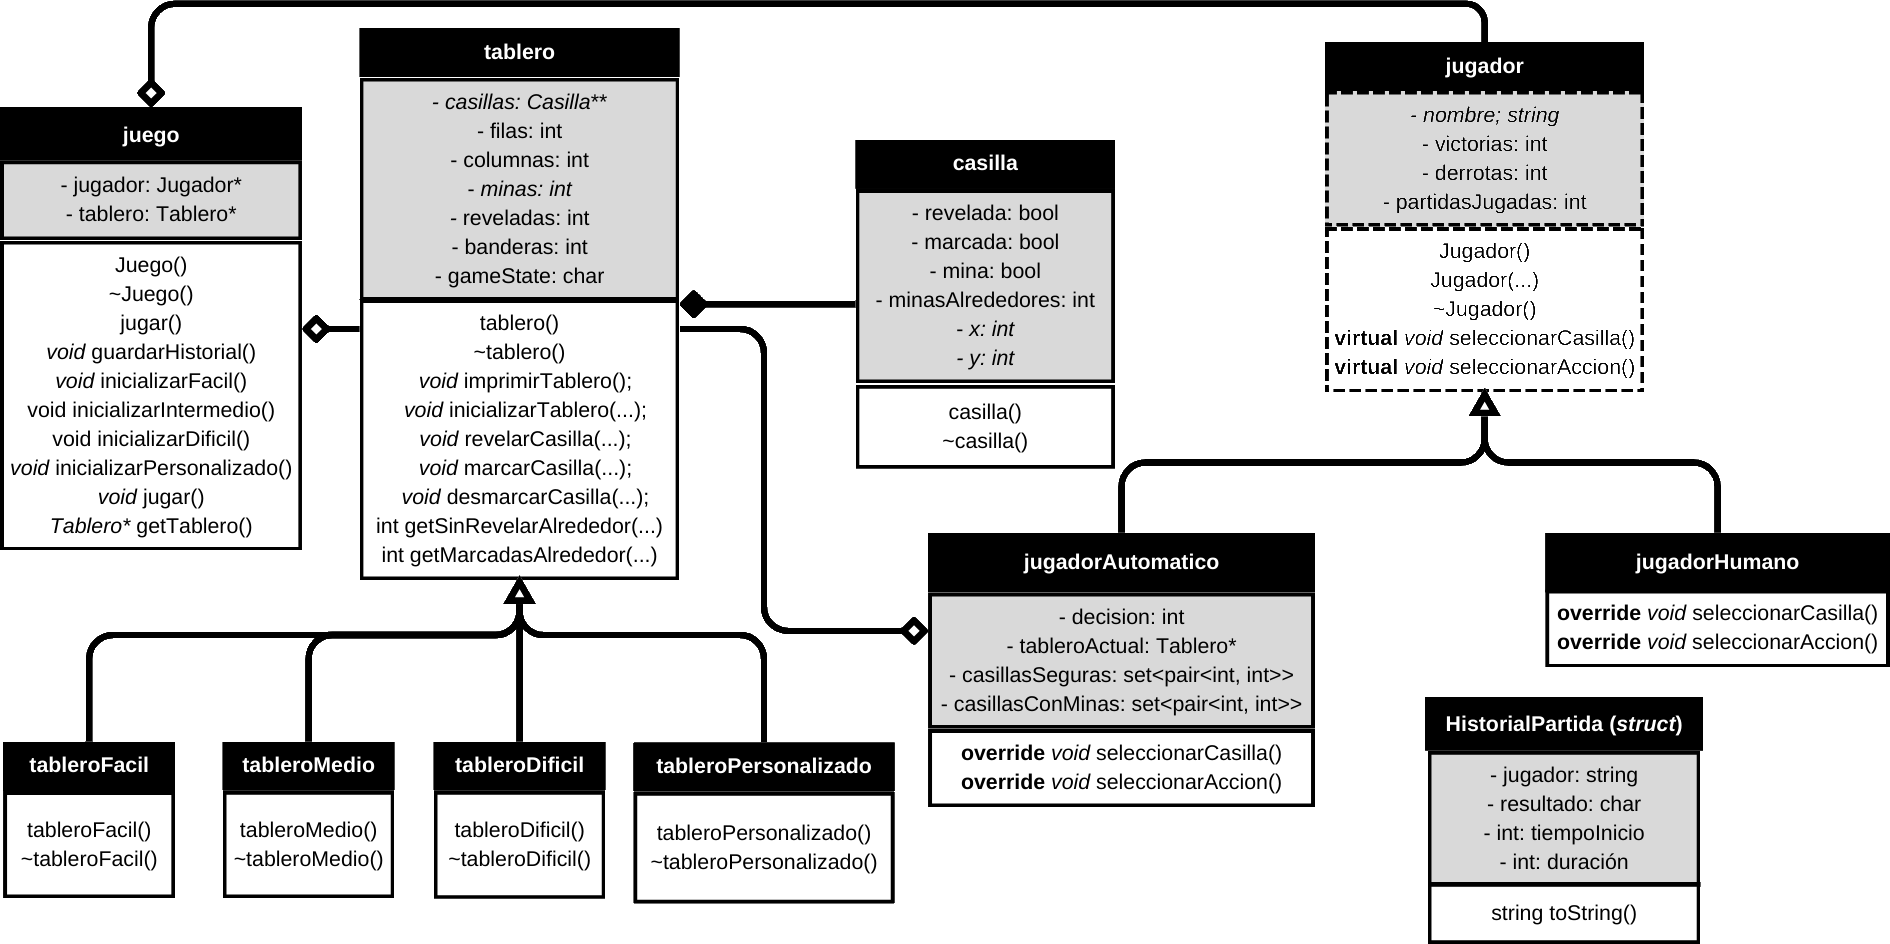 juego
- jugador: Jugador*
- tablero: Tablero*
Juego()
~Juego()
jugar()
void guardarHistorial()
void inicializarFacil()
void inicializarIntermedio()
void inicializarDificil()
void inicializarPersonalizado()
void jugar()
Tablero* getTablero()
tablero
- casillas: Casilla**
- filas: int
- columnas: int
- minas: int
- reveladas: int
- banderas: int
- gameState: char
tablero()
~tablero()
void imprimirTablero();
void inicializarTablero(...);
void revelarCasilla(...);
void marcarCasilla(...);
void desmarcarCasilla(...);
int getSinRevelarAlrededor(...)
int getMarcadasAlrededor(...)
casilla
- revelada: bool
- marcada: bool
- mina: bool
- minasAlrededores: int
- x: int
- y: int
casilla()
~casilla()
jugador
- nombre; string
- victorias: int
- derrotas: int
- partidasJugadas: int
Jugador()
Jugador(...)
~Jugador()
virtual void seleccionarCasilla()
virtual void seleccionarAccion()
jugadorAutomatico
- decision: int
- tableroActual: Tablero*
- casillasSeguras: set<pair<int, int>>
- casillasConMinas: set<pair<int, int>>
override void seleccionarCasilla()
override void seleccionarAccion()
jugadorHumano
override void seleccionarCasilla()
override void seleccionarAccion()
tableroFacil
tableroFacil()
~tableroFacil()
tableroMedio
tableroMedio()
~tableroMedio()
tableroDificil
tableroDificil()
~tableroDificil()
tableroPersonalizado
tableroPersonalizado()
~tableroPersonalizado()
HistorialPartida (struct)
- jugador: string
- resultado: char
- int: tiempoInicio
- int: duración
string toString()